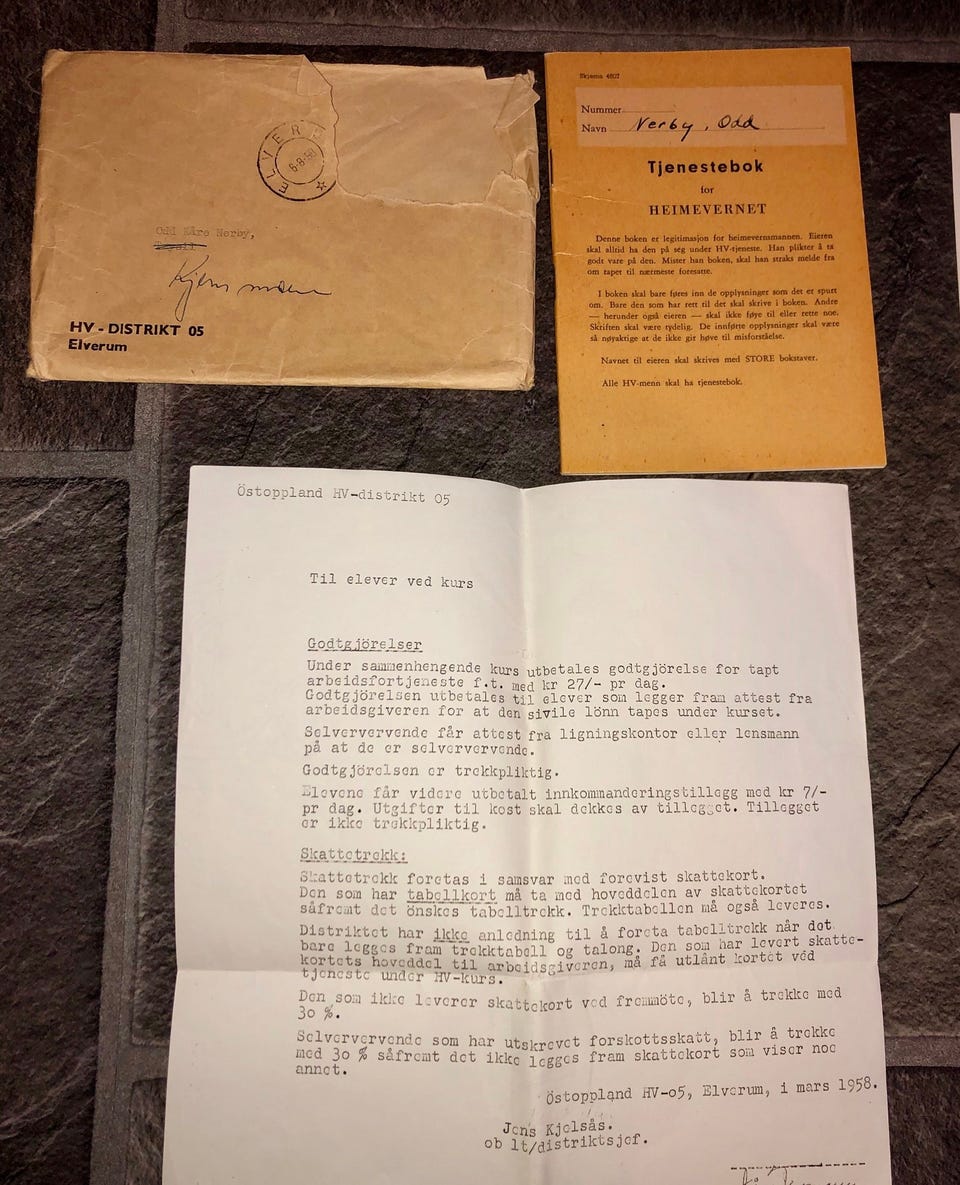 ELVERU
6-8-58
Odd Kåre Nerby,
HV - DISTRIKT 05
Elverum
Skjema 4802
Nummer
Navn Nerby, Odd
Tjenestebok
for
HEIMEVERNET
Denne boken er legitimasjon for heimevernsmannen. Eieren
skal alltid ha den på seg under HV-tjeneste. Han plikter å ta
godt vare på den. Mister han boken, skal han straks melde fra
om tapet til nærmeste foresatte.
I boken skal bare føres inn de opplysninger som det er spurt
om. Bare den som har rett til det skal skrive i boken. Andre
— herunder også eieren — skal ikke føye til eller rette noe.
Skriften skal være tydelig. De innførte opplysninger skal være
så nøyaktige at de ikke gir høve til misforståelse.
Navnet til eieren skal skrives med STORE bokstaver.
Alle HV-menn skal ha tjenestebok.
Östoppland HV-distrikt 05
Til elever ved kurs
Godtgjörelser
Under sammenhengende kurs utbetales godtgjörelse for tapt
arbeidsfortjeneste f.t. med kr 27/- pr dag.
Godtgjörelsen utbetales til elever som legger fram attest fra
arbeidsgiveren for at den sivile lönn tapes under kurset.
Selververvende får attest fra ligningskontor eller lensmann
på at de er selververvende.
Godtgjörelsen er trekkpliktig.
Elevene får videre utbetalt innkommanderingstillegg med kr 7/-
pr dag. Utgifter til kost skal dekkes av tillegget. Tillegget
er ikke trekkpliktig.
Skattetrekk:
Skattetrekk foretas i samsvar med forevist skattekort.
Den som har tabellkort må ta med hoveddelen av skattekortet
såfremt det önskes tabelltrekk. Trekktabellen må også leveres.
Distriktet har ikke anledning til å foreta tabelltrekk når det
bare legges fram trekktabell og talong. Den som har levert skatte-
kortets hoveddel til arbeidsgiveren, må få utlånt kortet ved
tjeneste under HV-kurs.
Den som ikke leverer skattekort ved fremmöte, blir å trekke med
30 %.
Selververvende som har utskrevet forskottsskatt, blir å trekke
med 30 % såfremt det ikke legges fram skattekort som viser noe
annet.
Östoppland HV-o5, Elverum, i mars 1958.
Jens Kjelsås.
ob lt/distriktsjef.